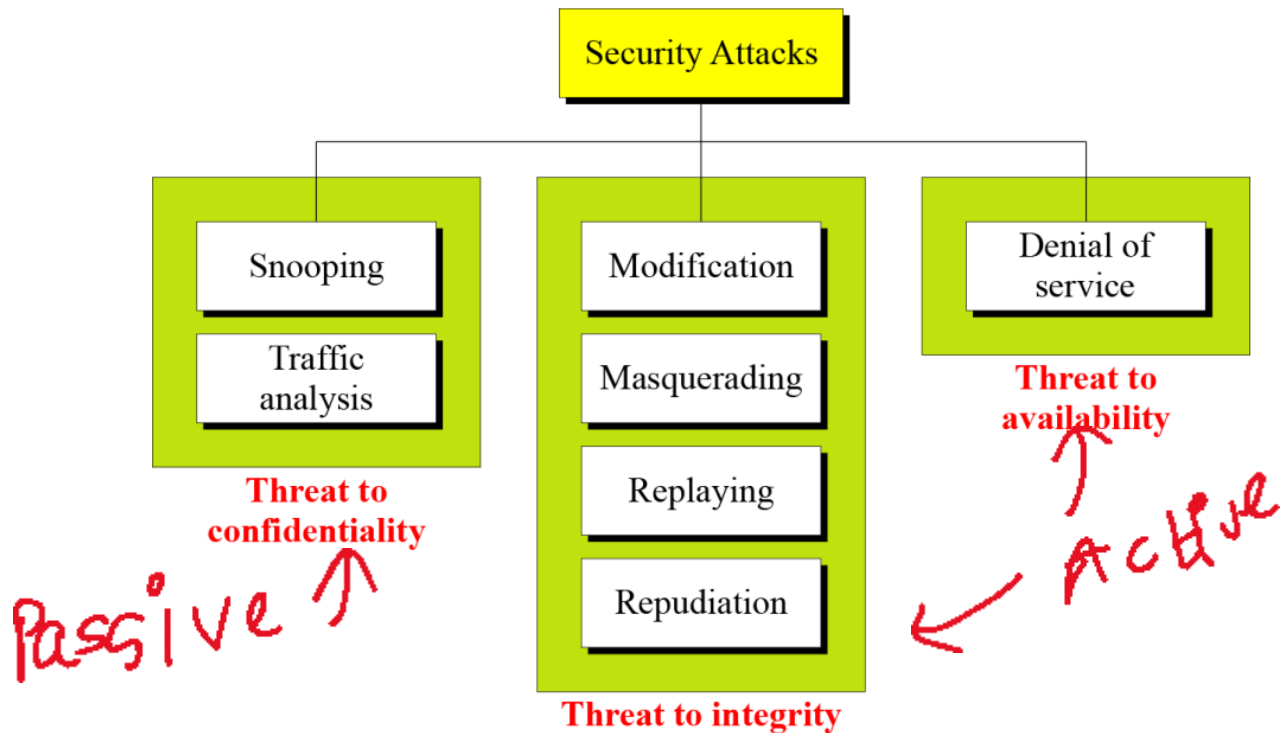 Security Attacks
Snooping
Traffic
analysis
Threat to
confidentiality
Passive
Modification
Masquerading
Replaying
Repudiation
Threat to integrity
Denial of
service
Threat to
availability
Active